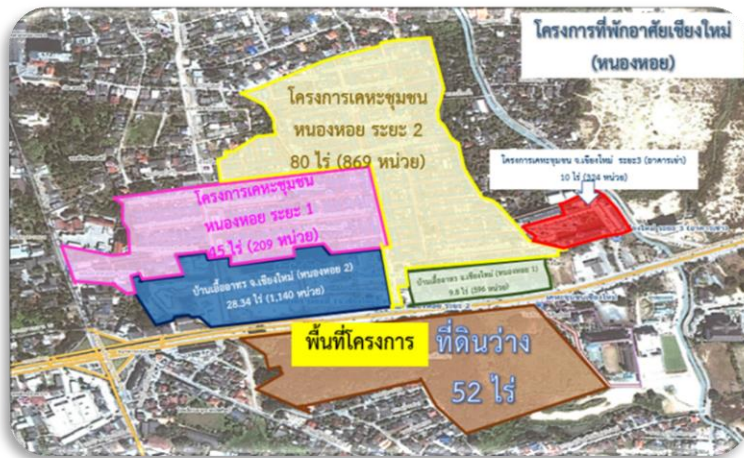 โครงการที่พักอาศัยเชียงใหม่
(หนองหอย)
โครงการเคหะชุมชน
หนองหอย ระยะ 2
80 ไร่ (869 หน่วย)
โครงการเคหะชุมชน จ.เชียงใหม่ ระยะ3 (อาคารเช่า)
10 ไร่ (324 หน่วย)
โครงการเคหะชุมชน
หนองหอย ระยะ 1
45 ไร่ (209 หน่วย)
บ้านเอื้ออาทร จ.เชียงใหม่ (หนองหอย 2)
28.34 ไร่ (1,140 หน่วย)
บ้านเอื้ออาทร จ.เชียงใหม่ (หนองหอย 1)
พื้นที่โครงการ
ที่ดินว่าง
52 ไร่